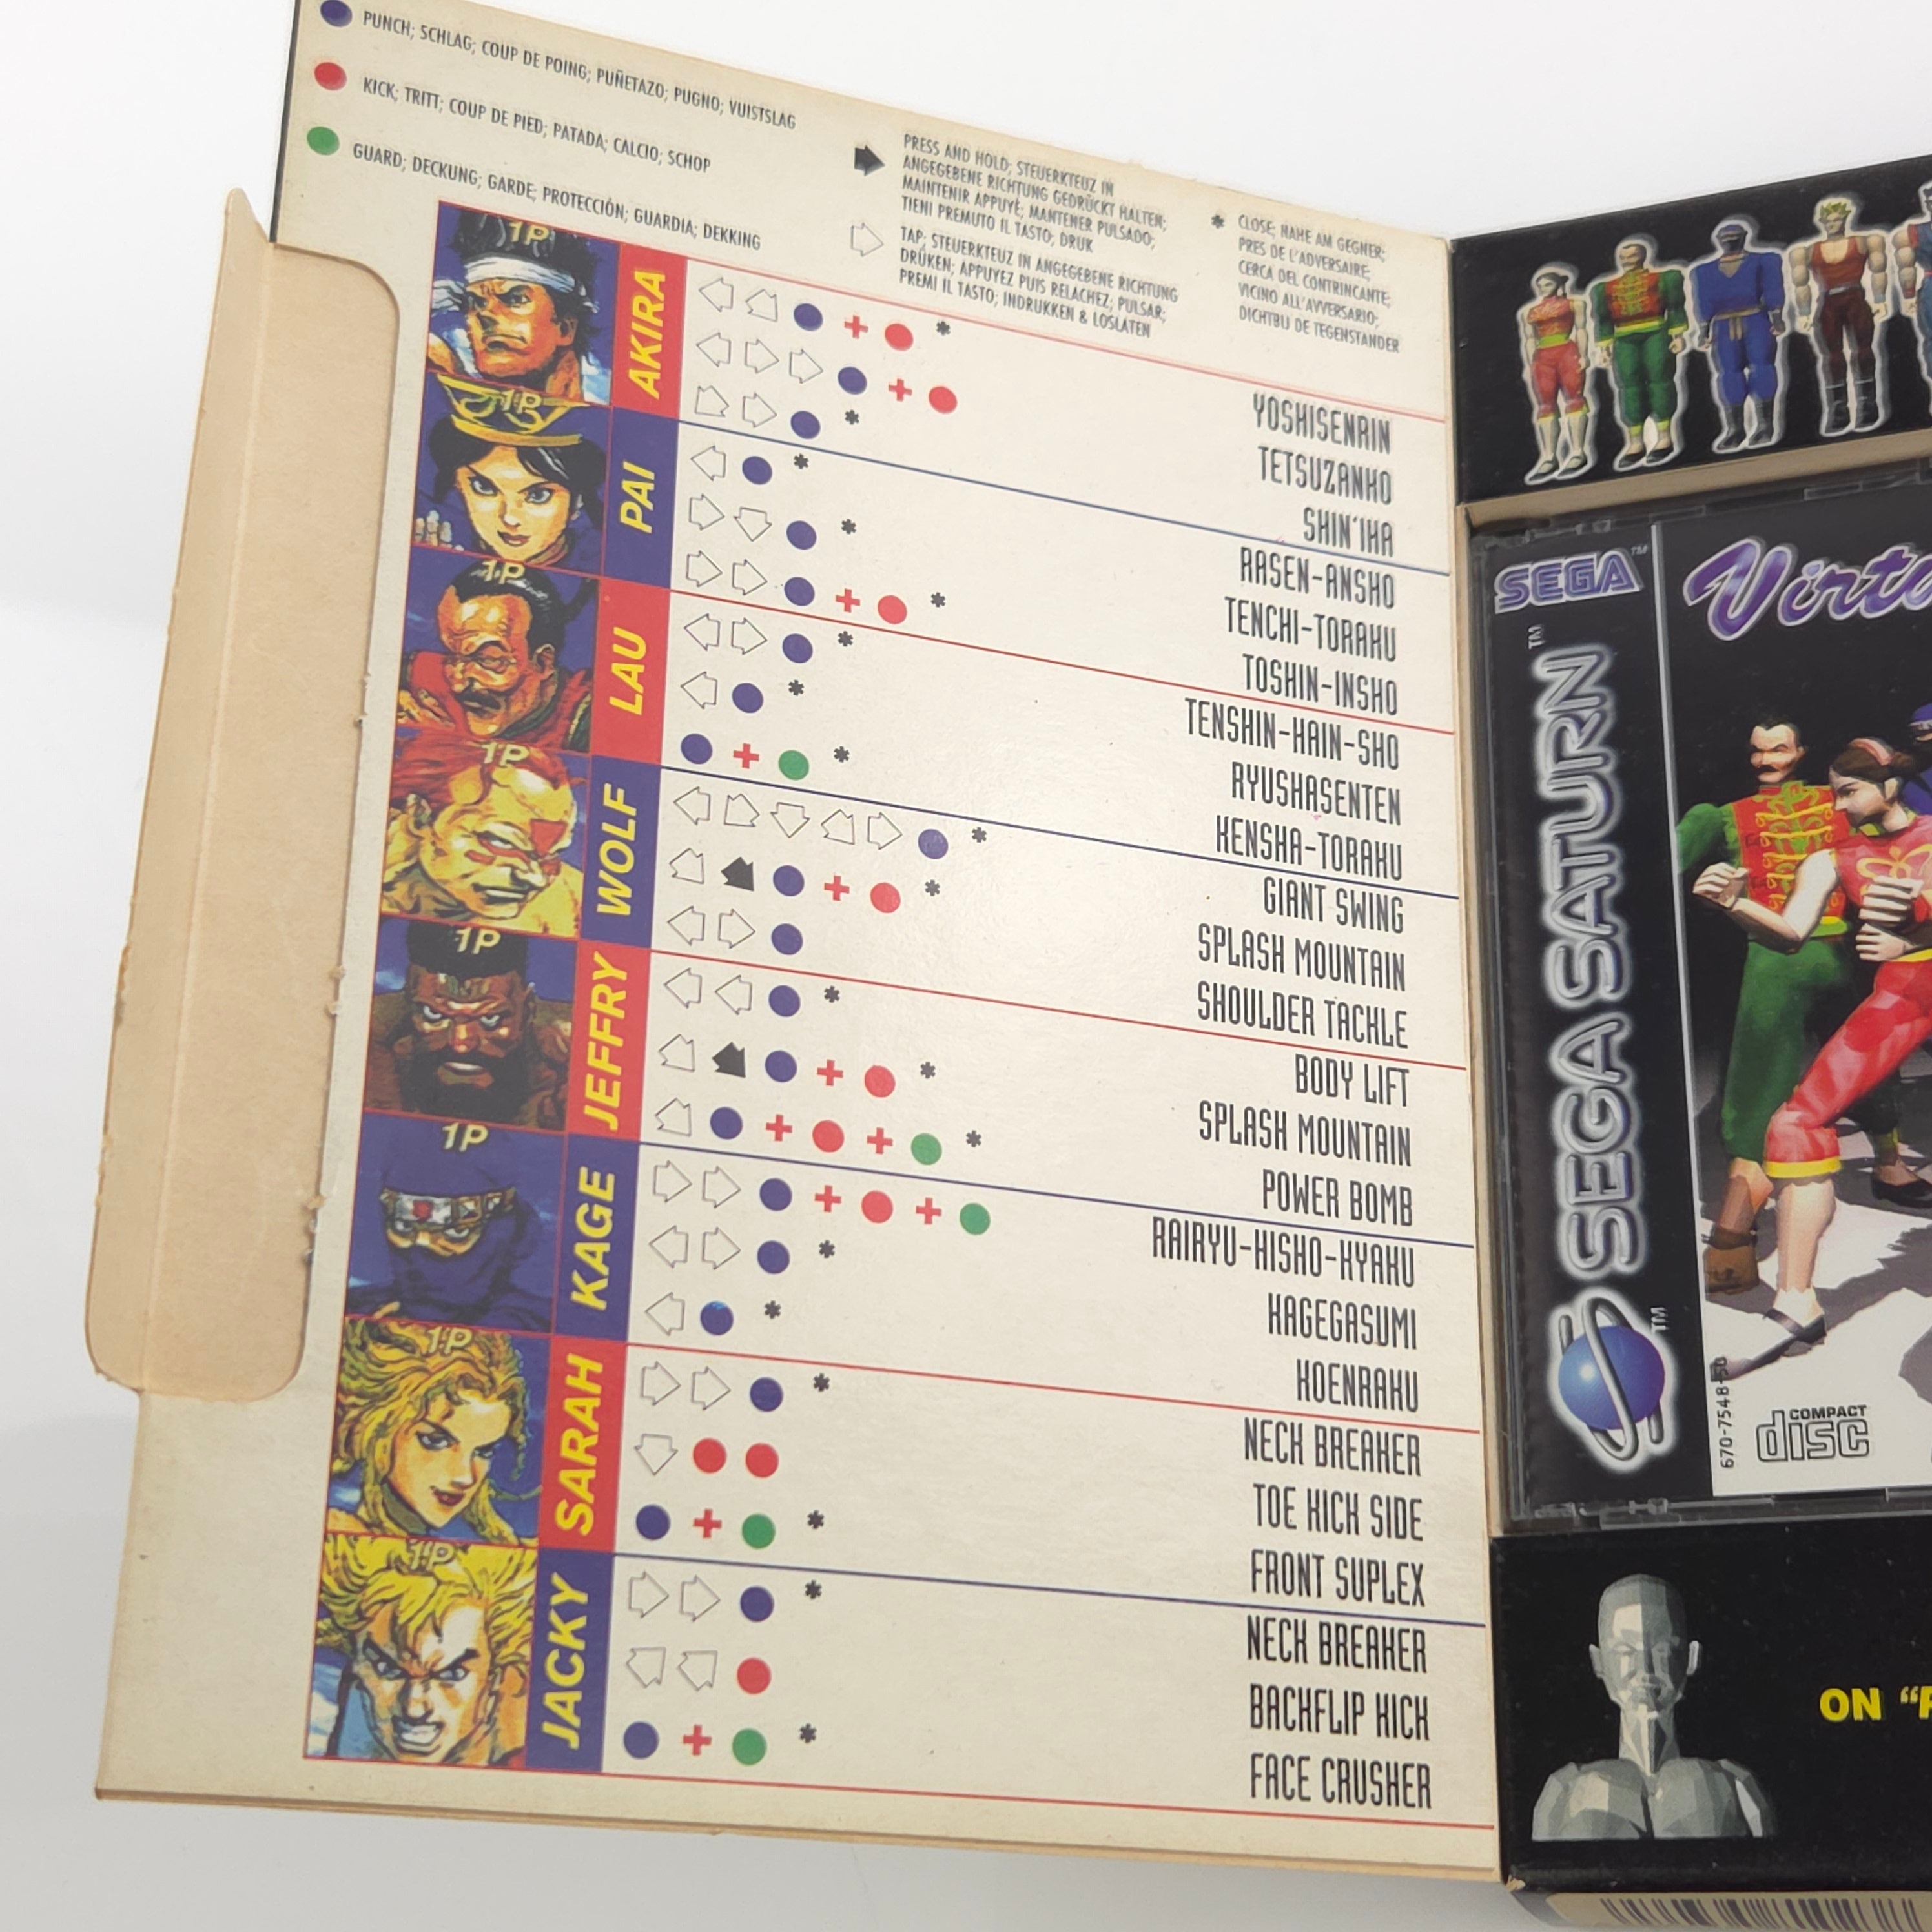 PUNCH; SCHLAG; COUP DE POING; PUÑETAZO; PUGNO; VUISTSLAG
KICK; TRITT; COUP DE PIED; PATADA; CALCIO; SCHOP
GUARD; DECKUNG; GARDE; PROTECCIÓN; GUARDIA; DEKKING
PRESS AND HOLD; STEUERKTEUZ IN
ANGEGEBENE RICHTUNG GEDRÜCKT HALTEN;
MAINTENIR APPUYÈ; MANTENER PULSADO;
TIENI PREMUTO IL TASTO; DRUK
TAP; STEUERKTEUZ IN ANGEGEBENE RICHTUNG
DRÜKEN; APPUYEZ PUIS RELACHEZ; PULSAR;
PREMI IL TASTO; INDRUKKEN & LOSLATEN
* CLOSE; NAHE AM GEGNER;
PRES DE L'ADVERSAIRE;
CERCA DEL CONTRINCANTE;
VICINO ALL'AVVERSARIO;
DICHTBIJ DE TEGENSTANDER
1P
AKIRA
+ *
YOSHISENRIN
+
TETSUZANKO
*
SHIN'IHA
1P
PAI
*
RASEN-ANSHO
*
TENCHI-TORAKU
+ *
TOSHIN-INSHO
1P
LAU
*
TENSHIN-HAIN-SHO
*
RYUSHASENTEN
+ *
KENSHA-TORAKU
1P
WOLF
*
GIANT SWING
+ *
SPLASH MOUNTAIN
SHOULDER TACKLE
1P
JEFFRY
*
BODY LIFT
+ *
SPLASH MOUNTAIN
+ + *
POWER BOMB
1P
KAGE
+ +
RAIRYU-HISHO-KYAKU
*
KAGEGASUMI
*
KOENRAKU
1P
SARAH
*
NECK BREAKER
TOE KICK SIDE
+ *
FRONT SUPLEX
1P
JACKY
*
NECK BREAKER
BACKFLIP KICK
+ *
FACE CRUSHER
SEGA™
SEGA SATURN™
TM
670-7548-50
COMPACT
disc
ON